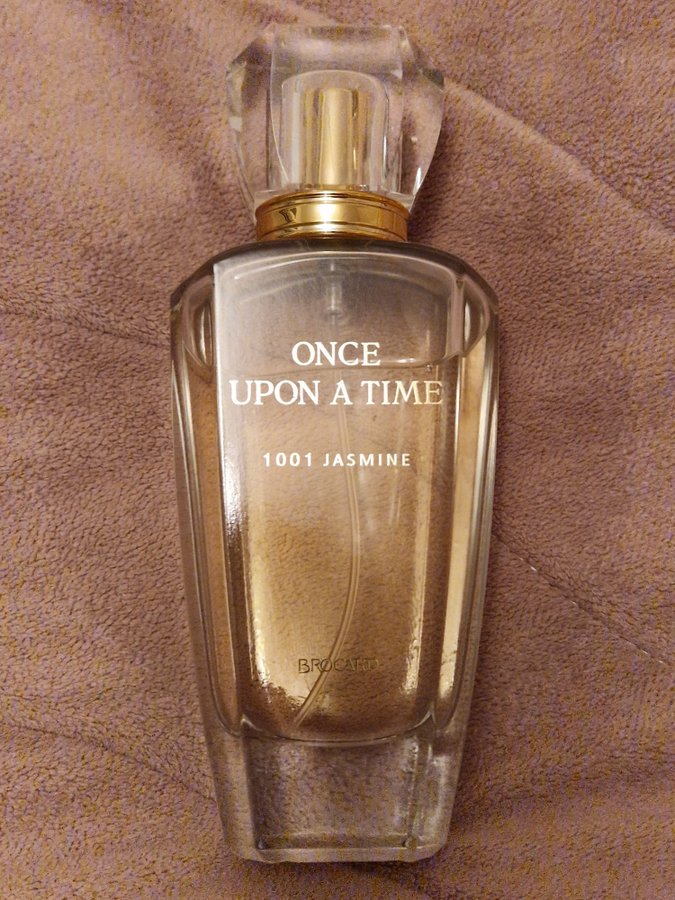 ONCE
UPON A TIME
1001 JASMINE
BROCARD